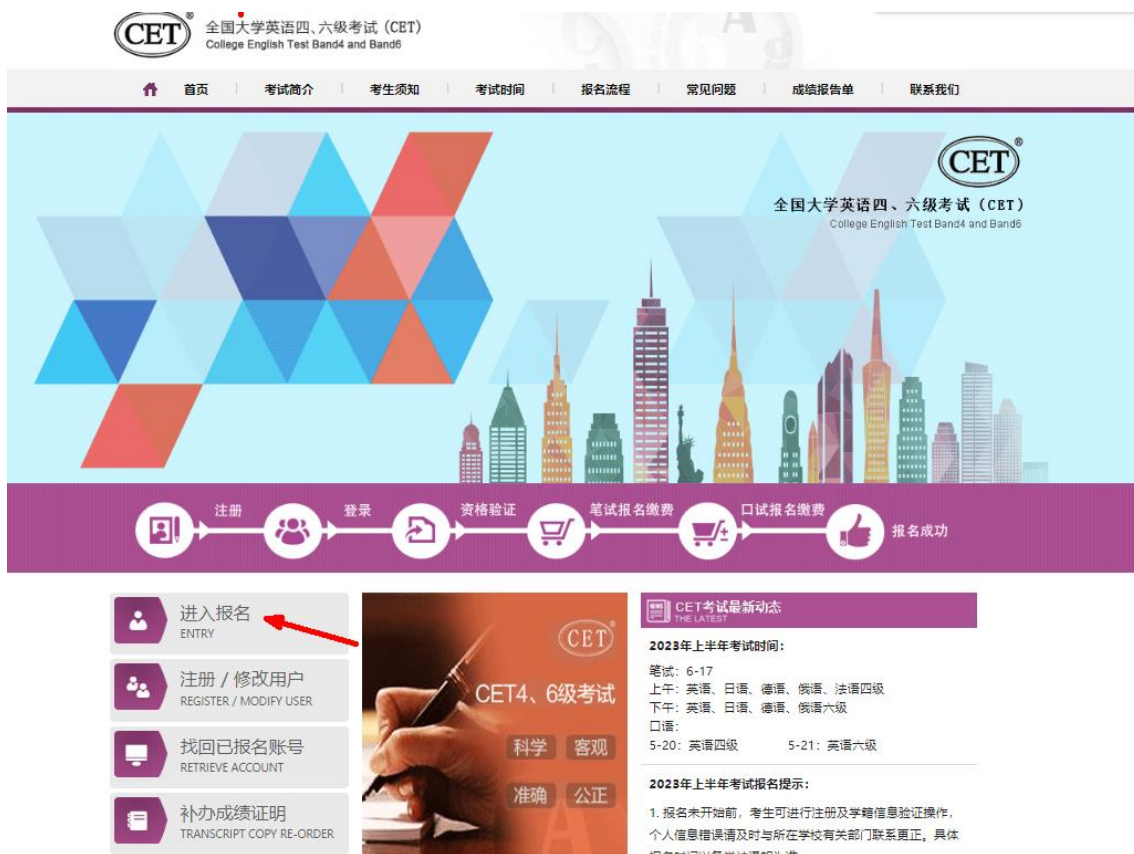 CET®
全国大学英语四、六级考试 (CET)
College English Test Band4 and Band6
首页
考试简介
考生须知
考试时间
报名流程
常见问题
成绩报告单
联系我们
CET®
全国大学英语四、六级考试 (CET)
College English Test Band4 and Band6
注册
登录
资格验证
笔试报名缴费
口试报名缴费
报名成功
进入报名
ENTRY
注册 / 修改用户
REGISTER / MODIFY USER
找回已报名账号
RETRIEVE ACCOUNT
补办成绩证明
TRANSCRIPT COPY RE-ORDER
CET
CET4、6级考试
科学 客观
准确 公正
NEWS
CET考试最新动态
THE LATEST
2023年上半年考试时间：
笔试：6-17
上午：英语、日语、德语、俄语、法语四级
下午：英语、日语、德语、俄语六级
口语：
5-20：英语四级 5-21：英语六级
2023年上半年考试报名提示：
1. 报名未开始前，考生可进行注册及学籍信息验证操作，
个人信息错误请及时与所在学校有关部门联系更正。具体